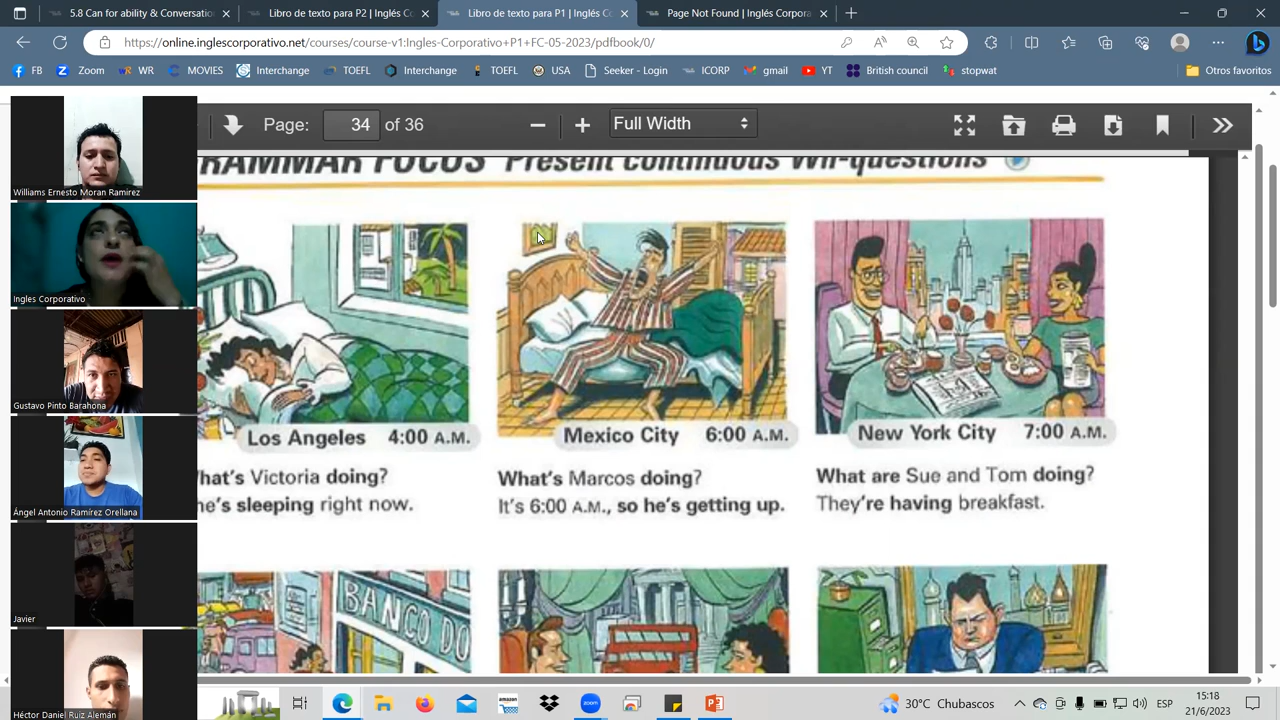 5.8 Can for ability & Conversatio
Libro de texto para P2 | Inglés C
Libro de texto para P1 | Inglés C
Page Not Found | Inglés Corpora
https://online.inglescorporativo.net/courses/course-v1:Ingles-Corporativo+P1+FC-05-2023/pdfbook/0/
FB
Zoom
WR
MOVIES
Interchange
TOEFL
Interchange
TOEFL
USA
Seeker - Login
ICORP
gmail
YT
British council
stopwat
Otros favoritos
Page: 34 of 36
Full Width
RAMMAR FOCUS Present continuous Wh-questions
Williams Ernesto Moran Ramirez
Ingles Corporativo
Gustavo Pinto Barahona
Ángel Antonio Ramírez Orellana
Javier
Héctor Daniel Ruiz Alemán
Los Angeles 4:00 A.M.
hat's Victoria doing?
he's sleeping right now.
Mexico City 6:00 A.M.
What's Marcos doing?
It's 6:00 A.M., so he's getting up.
New York City 7:00 A.M.
What are Sue and Tom doing?
They're having breakfast.
BANCO DO
30°C Chubascos
ESP
15:18
21/6/2023